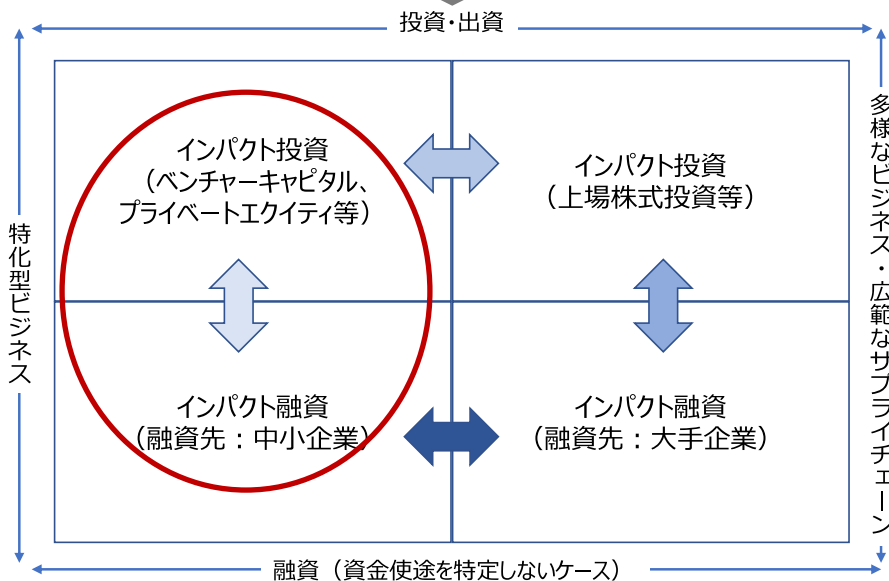 投資・出資
インパクト投資
（ベンチャーキャピタル、
プライベートエクイティ等）
インパクト投資
（上場株式投資等）
特化型ビジネス
多様なビジネス・広範なサプライチェーン
インパクト融資
（融資先：中小企業）
インパクト融資
（融資先：大手企業）
融資（資金使途を特定しないケース）